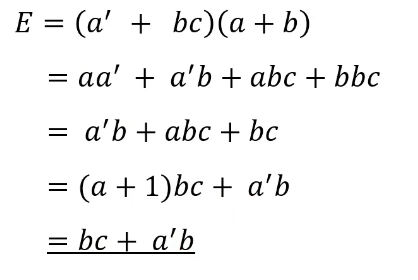 E = (a′ + bc)(a + b)
= aa′ + a′b + abc + bbc
= a′b + abc + bc
= (a + 1)bc + a′b
= bc + a′b